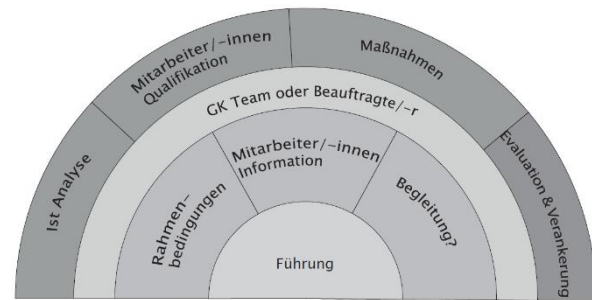 Ist Analyse
Mitarbeiter/-innen
Qualifikation
Maßnahmen
Evaluation & Verankerung
GK Team oder Beauftragte/-r
Rahmen-
bedingungen
Mitarbeiter/-innen
Information
Begleitung?
Führung